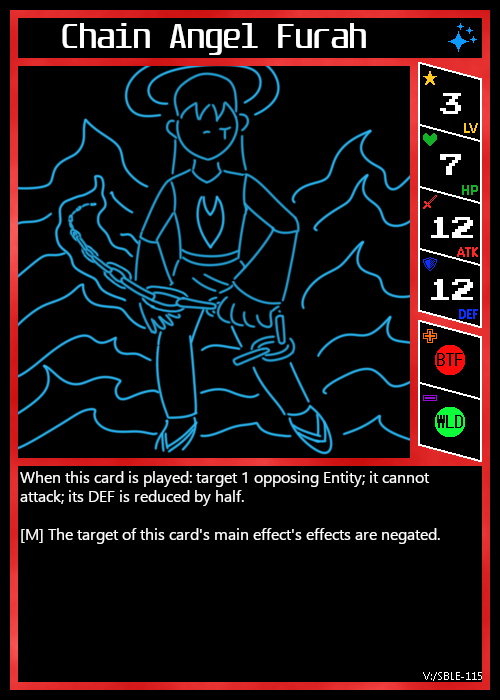 Chain Angel Furah
3
LV
7
HP
12
ATK
12
DEF
BTF
WLD
When this card is played: target 1 opposing Entity; it cannot
attack; its DEF is reduced by half.
[M] The target of this card's main effect's effects are negated.
V:/SBLE-115